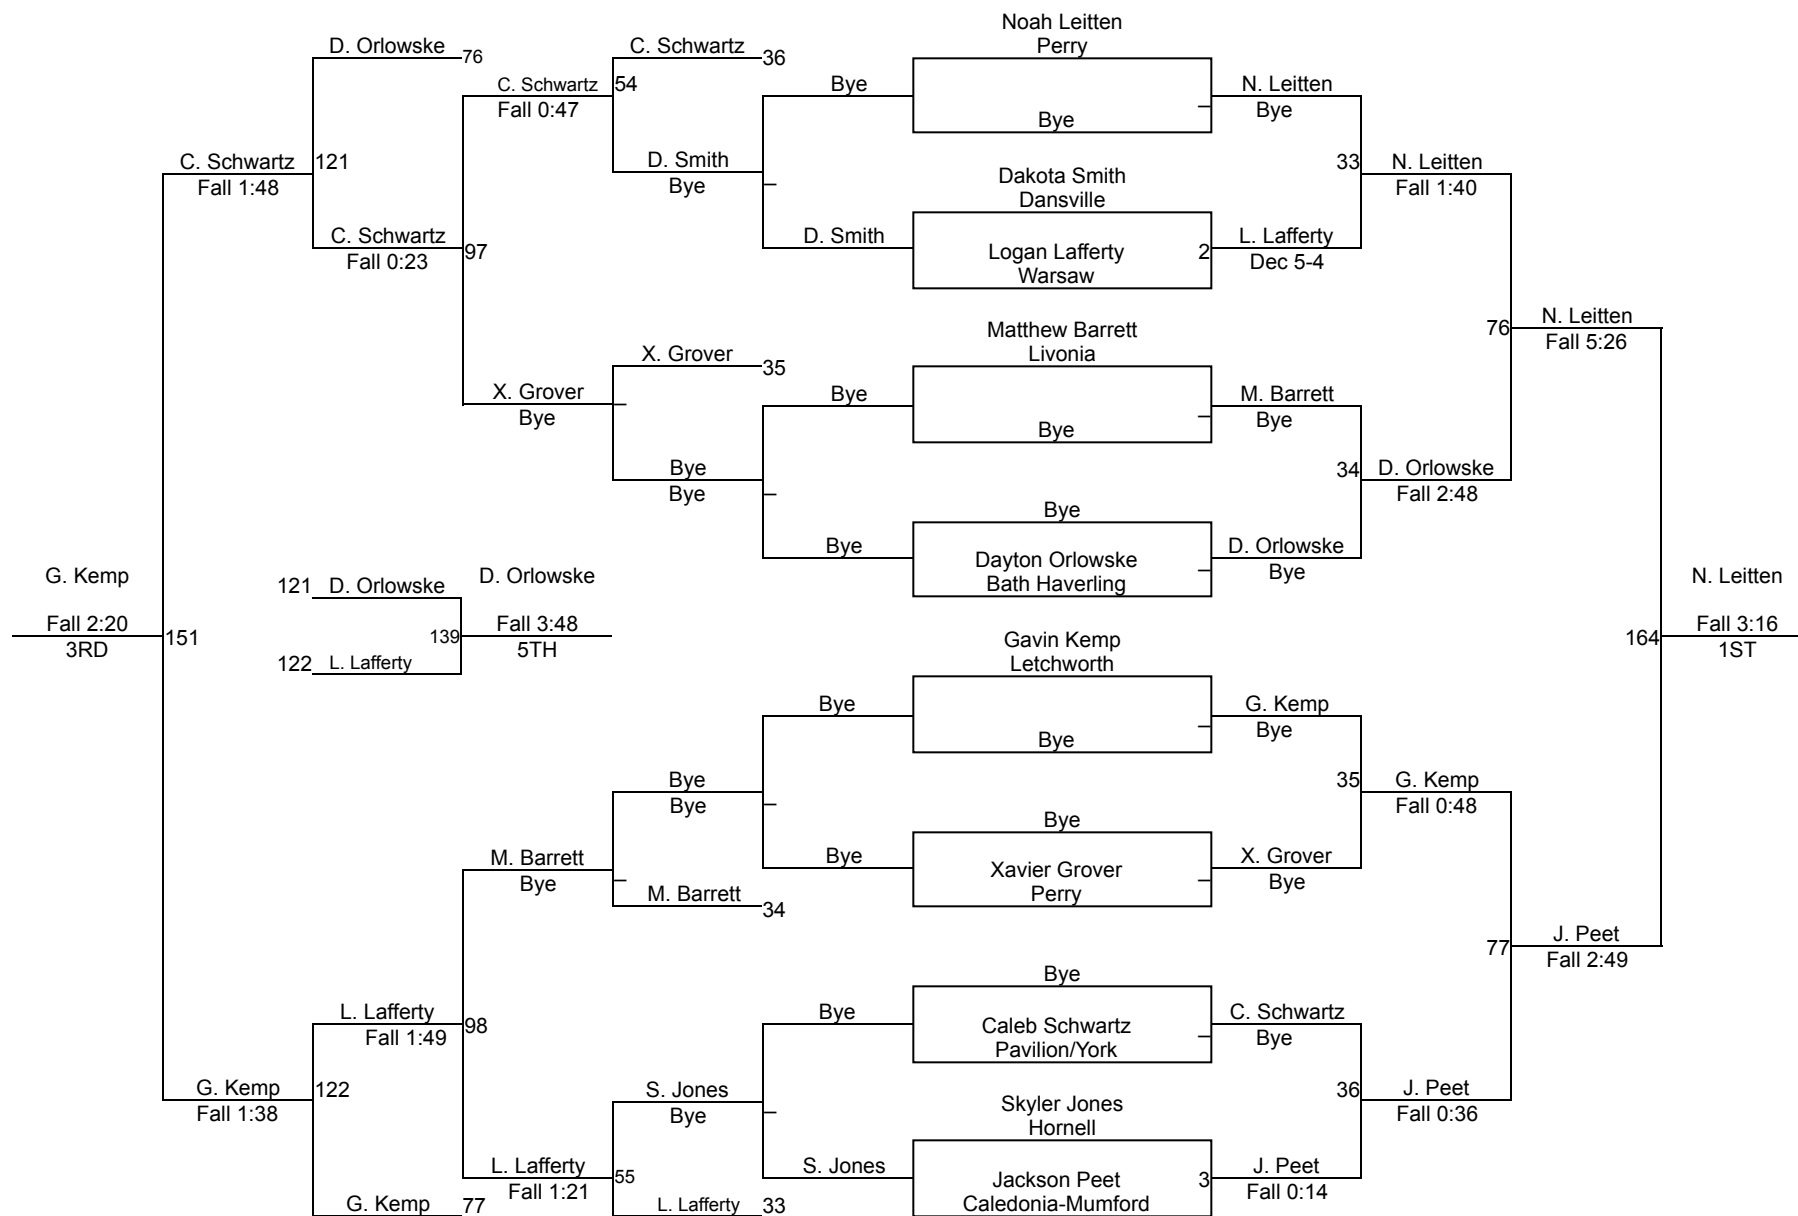 Noah Leitten
Perry
D. Orlowske
76
C. Schwartz
36
C. Schwartz
54
Fall 0:47
Bye
Bye
N. Leitten
Bye
C. Schwartz
121
Fall 1:48
D. Smith
Bye
Dakota Smith
Dansville
33
N. Leitten
Fall 1:40
C. Schwartz
97
Fall 0:23
D. Smith
Logan Lafferty
Warsaw
2
L. Lafferty
Dec 5-4
Matthew Barrett
Livonia
76
N. Leitten
Fall 5:26
X. Grover
35
X. Grover
Bye
Bye
Bye
M. Barrett
Bye
Bye
Bye
34
D. Orlowske
Fall 2:48
Bye
Bye
Dayton Orlowske
Bath Haverling
D. Orlowske
Bye
G. Kemp
Fall 2:20
3RD
151
121
D. Orlowske
139
122
L. Lafferty
D. Orlowske
Fall 3:48
5TH
N. Leitten
164
Fall 3:16
1ST
Gavin Kemp
Letchworth
Bye
Bye
G. Kemp
Bye
Bye
Bye
35
G. Kemp
Fall 0:48
Bye
M. Barrett
Bye
Bye
Xavier Grover
Perry
X. Grover
Bye
M. Barrett
34
77
J. Peet
Fall 2:49
Bye
L. Lafferty
98
Fall 1:49
Bye
Caleb Schwartz
Pavilion/York
C. Schwartz
Bye
G. Kemp
122
Fall 1:38
S. Jones
Bye
Skyler Jones
Hornell
36
J. Peet
Fall 0:36
L. Lafferty
Fall 1:21
55
S. Jones
Jackson Peet
Caledonia-Mumford
3
J. Peet
Fall 0:14
G. Kemp
77
L. Lafferty
33